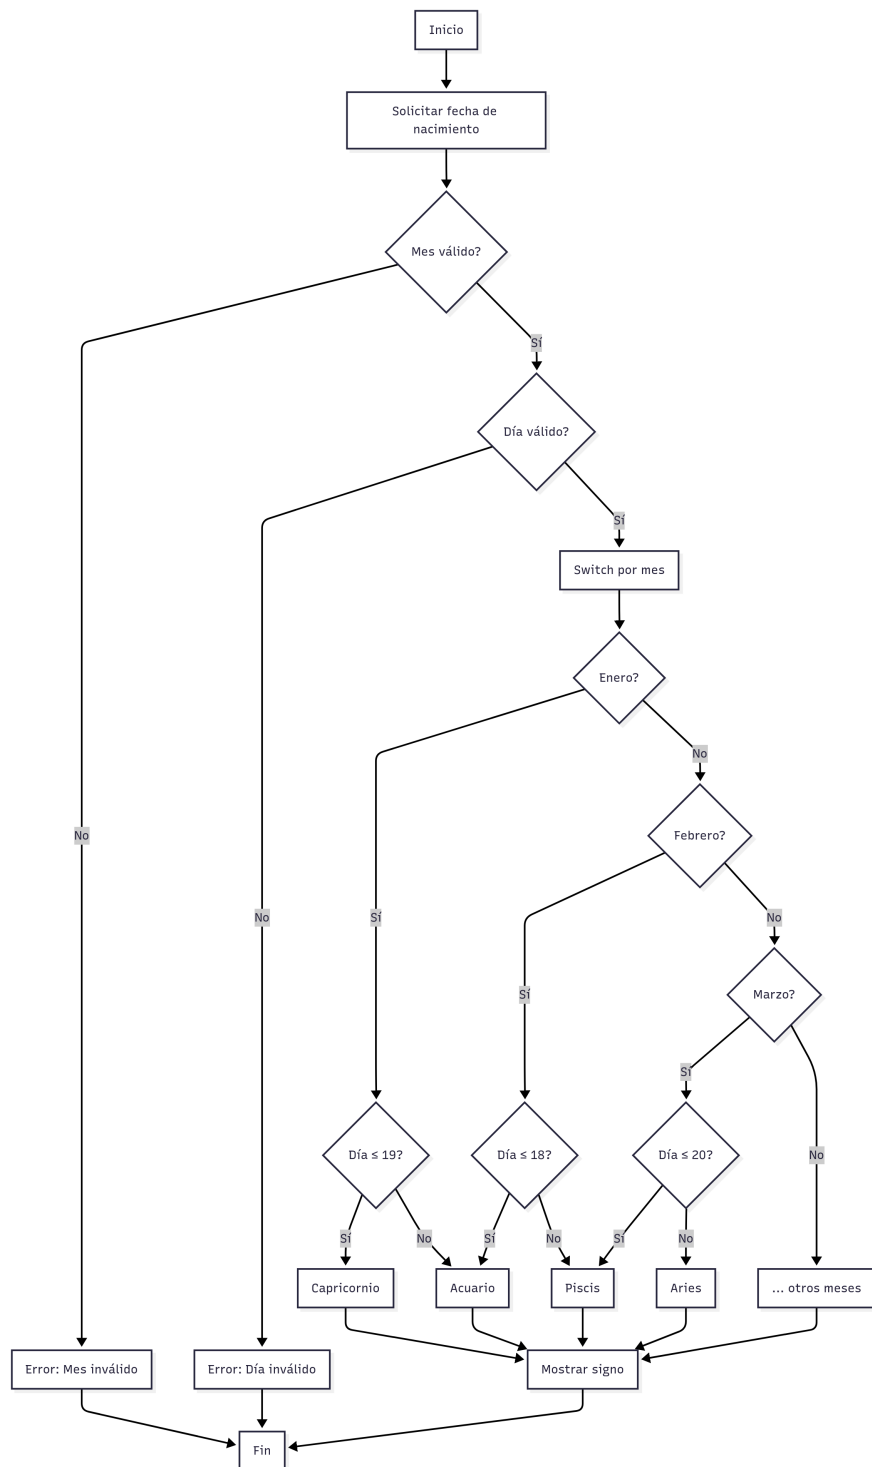 Inicio
Solicitar fecha de
nacimiento
Mes válido?
Sí
Día válido?
Sí
Switch por mes
Enero?
No
Febrero?
No
No
Sí
No
Sí
Marzo?
Sí
Día ≤ 19?
Día ≤ 18?
Día ≤ 20?
No
Sí
No
Sí
No
Sí
No
Capricornio
Acuario
Piscis
Aries
... otros meses
Error: Mes inválido
Error: Día inválido
Mostrar signo
Fin